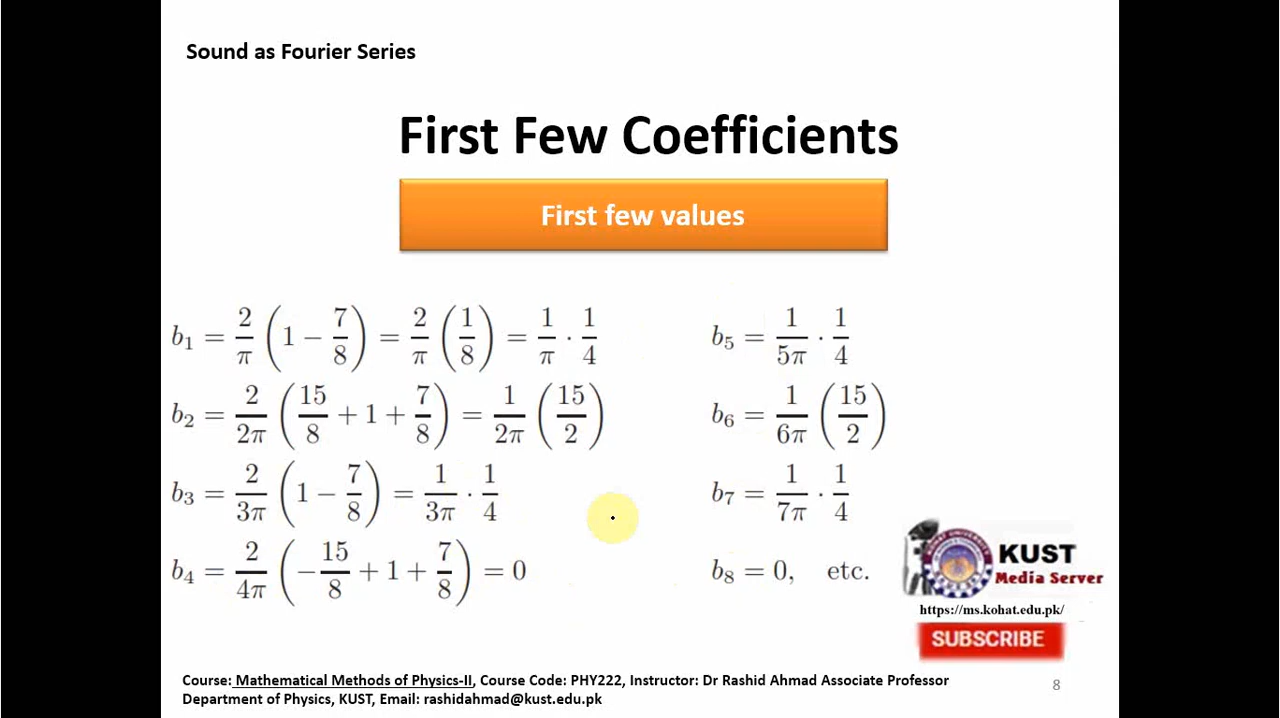 Sound as Fourier Series
First Few Coefficients
First few values
b₁ = 2/π (1 − 7/8) = 2/π (1/8) = 1/π · 1/4
b₂ = 2/2π (15/8 + 1 + 7/8) = 1/2π (15/2)
b₃ = 2/3π (1 − 7/8) = 1/3π · 1/4
b₄ = 2/4π (−15/8 + 1 + 7/8) = 0
b₅ = 1/5π · 1/4
b₆ = 1/6π (15/2)
b₇ = 1/7π · 1/4
b₈ = 0, etc.
KUST
Media Server
https://ms.kohat.edu.pk/
SUBSCRIBE
Course: Mathematical Methods of Physics-II, Course Code: PHY222, Instructor: Dr Rashid Ahmad Associate Professor
Department of Physics, KUST, Email: rashidahmad@kust.edu.pk
8